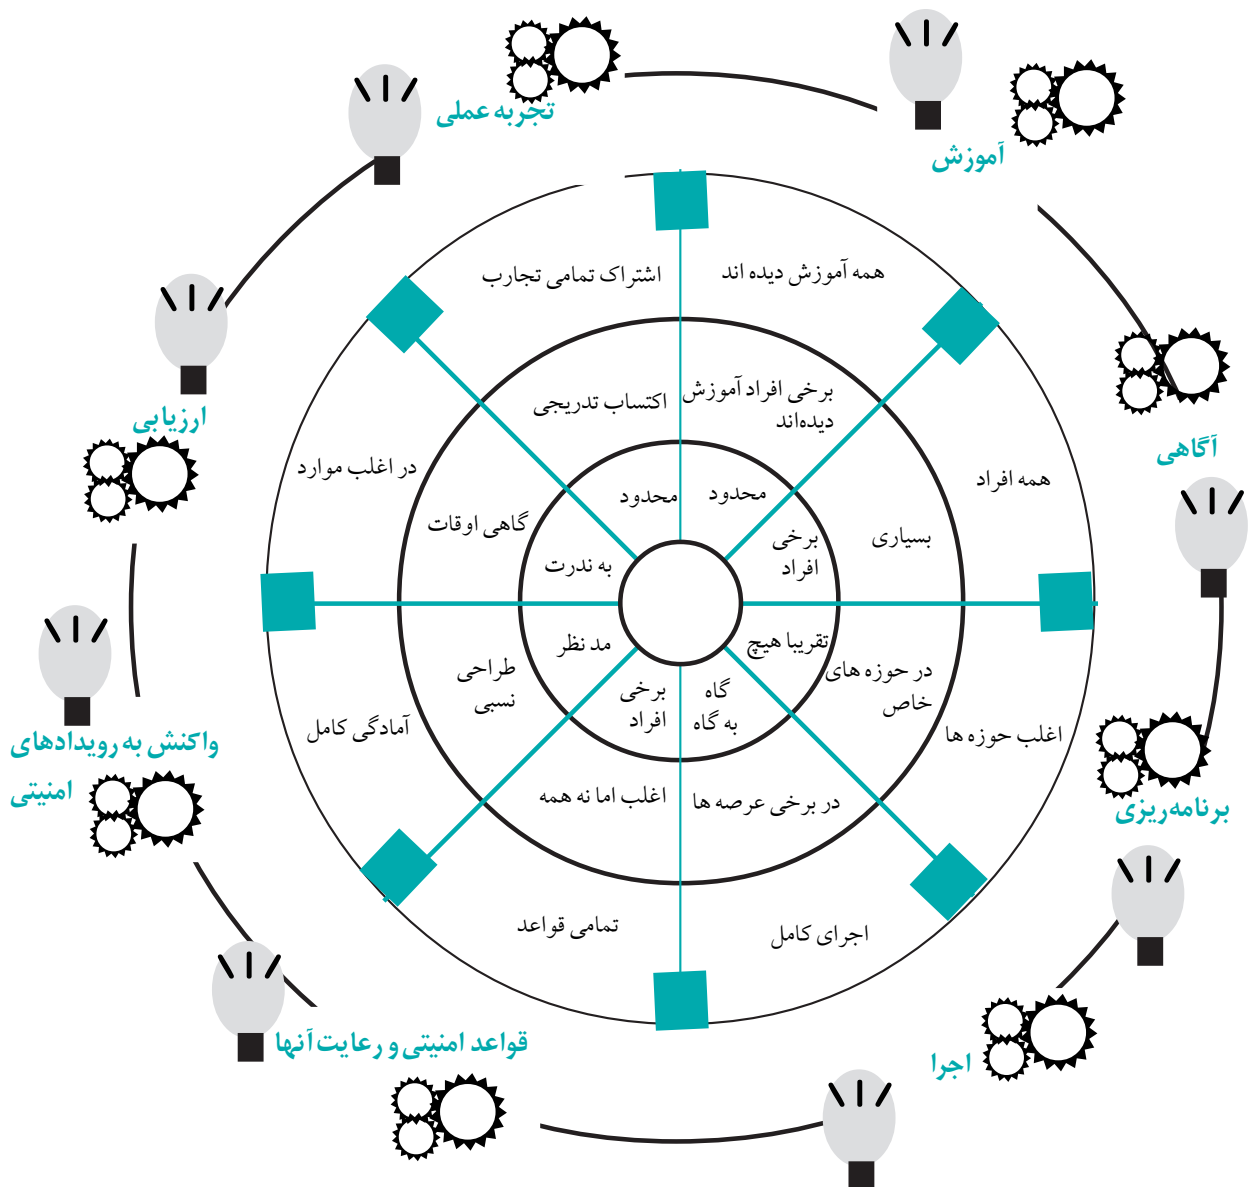 تجربه عملی
آموزش
همه آموزش دیده اند
اشتراک تمامی تجارب
برخی افراد آموزش
دیده‌اند
اکتساب تدریجی
محدود
محدود
ارزیابی
آگاهی
همه افراد
بسیاری
برخی
افراد
در اغلب موارد
گاهی اوقات
به ندرت
تقریبا هیچ
در حوزه های
خاص
اغلب حوزه ها
مد نظر
طراحی
نسبی
آمادگی کامل
گاه
به گاه
برخی
افراد
واکنش به رویدادهای
امنیتی
برنامه‌ریزی
در برخی عرصه ها
اغلب اما نه همه
اجرای کامل
تمامی قواعد
قواعد امنیتی و رعایت آنها
اجرا